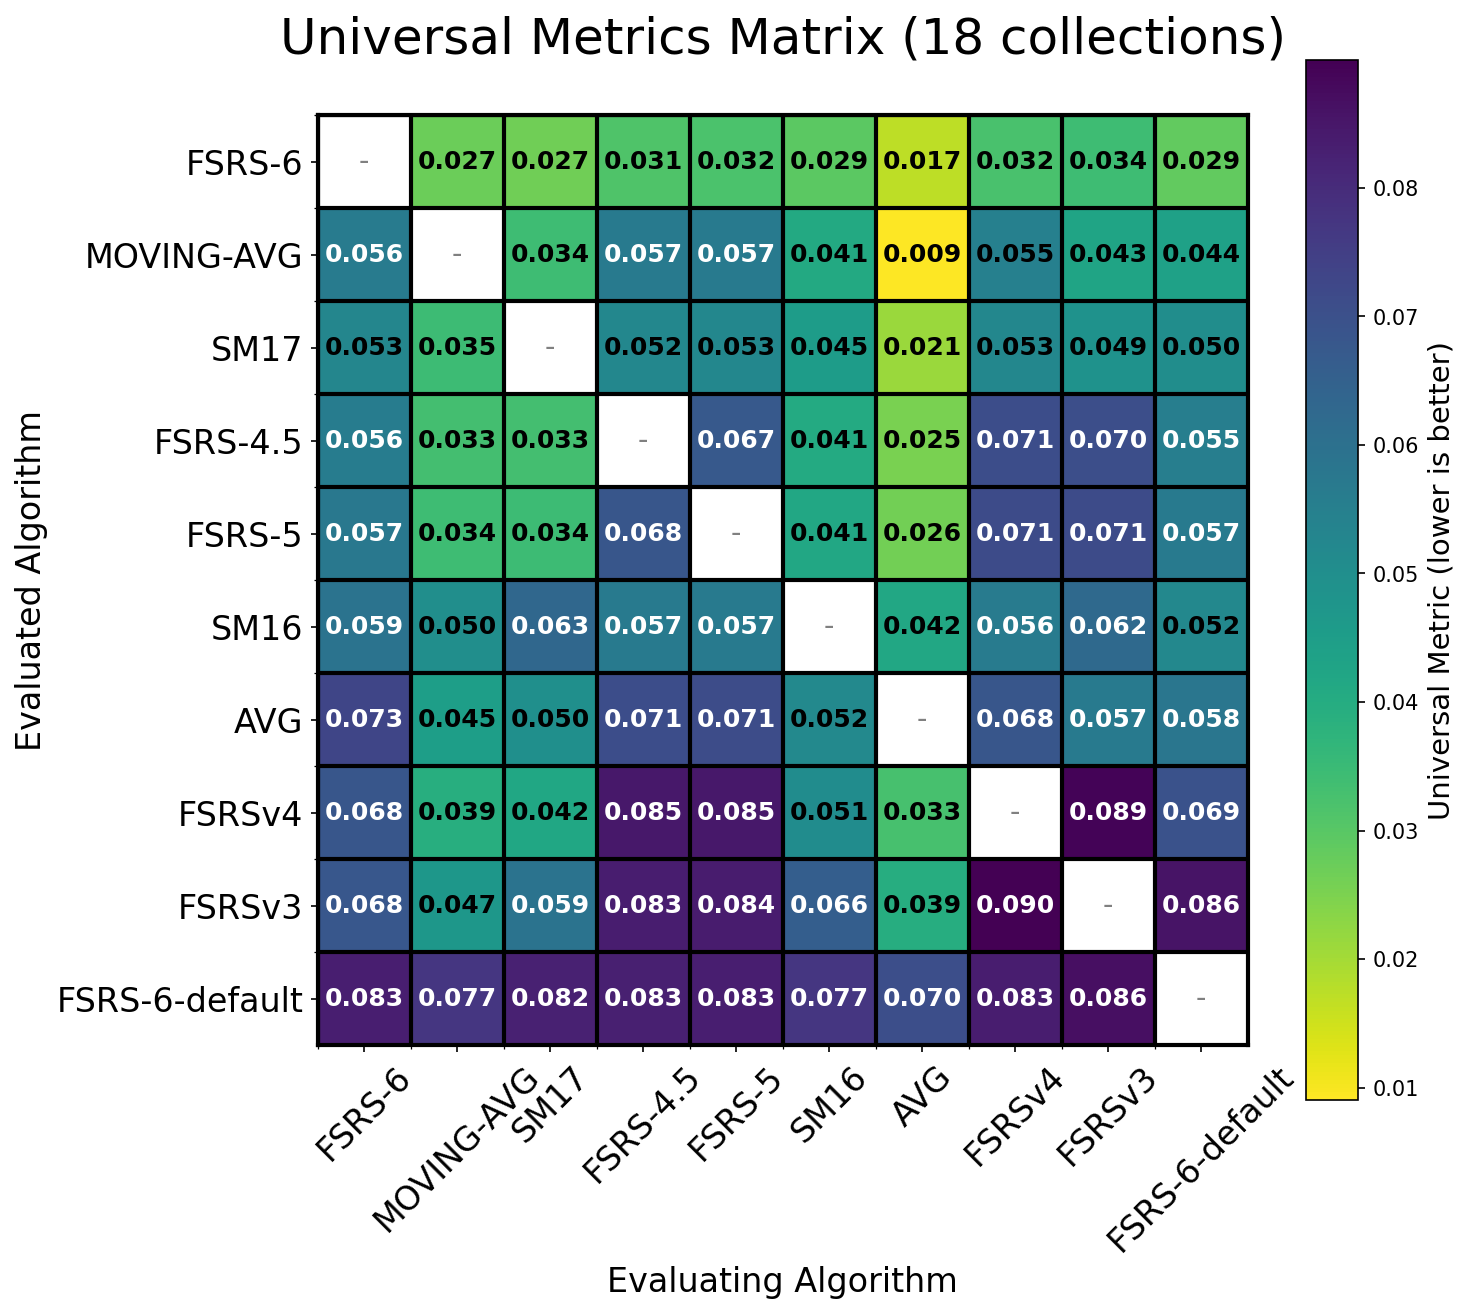 Universal Metrics Matrix (18 collections)
FSRS-6 - 0.027 0.027 0.031 0.032 0.029 0.017 0.032 0.034 0.029
MOVING-AVG 0.056 - 0.034 0.057 0.057 0.041 0.009 0.055 0.043 0.044
SM17 0.053 0.035 - 0.052 0.053 0.045 0.021 0.053 0.049 0.050
FSRS-4.5 0.056 0.033 0.033 - 0.067 0.041 0.025 0.071 0.070 0.055
FSRS-5 0.057 0.034 0.034 0.068 - 0.041 0.026 0.071 0.071 0.057
SM16 0.059 0.050 0.063 0.057 0.057 - 0.042 0.056 0.062 0.052
AVG 0.073 0.045 0.050 0.071 0.071 0.052 - 0.068 0.057 0.058
FSRSv4 0.068 0.039 0.042 0.085 0.085 0.051 0.033 - 0.089 0.069
FSRSv3 0.068 0.047 0.059 0.083 0.084 0.066 0.039 0.090 - 0.086
FSRS-6-default 0.083 0.077 0.082 0.083 0.083 0.077 0.070 0.083 0.086 -
FSRS-6 MOVING-AVG SM17 FSRS-4.5 FSRS-5 SM16 AVG FSRSv4 FSRSv3 FSRS-6-default
Evaluating Algorithm
Evaluated Algorithm
0.08
0.07
0.06
0.05
0.04
0.03
0.02
0.01
Universal Metric (lower is better)